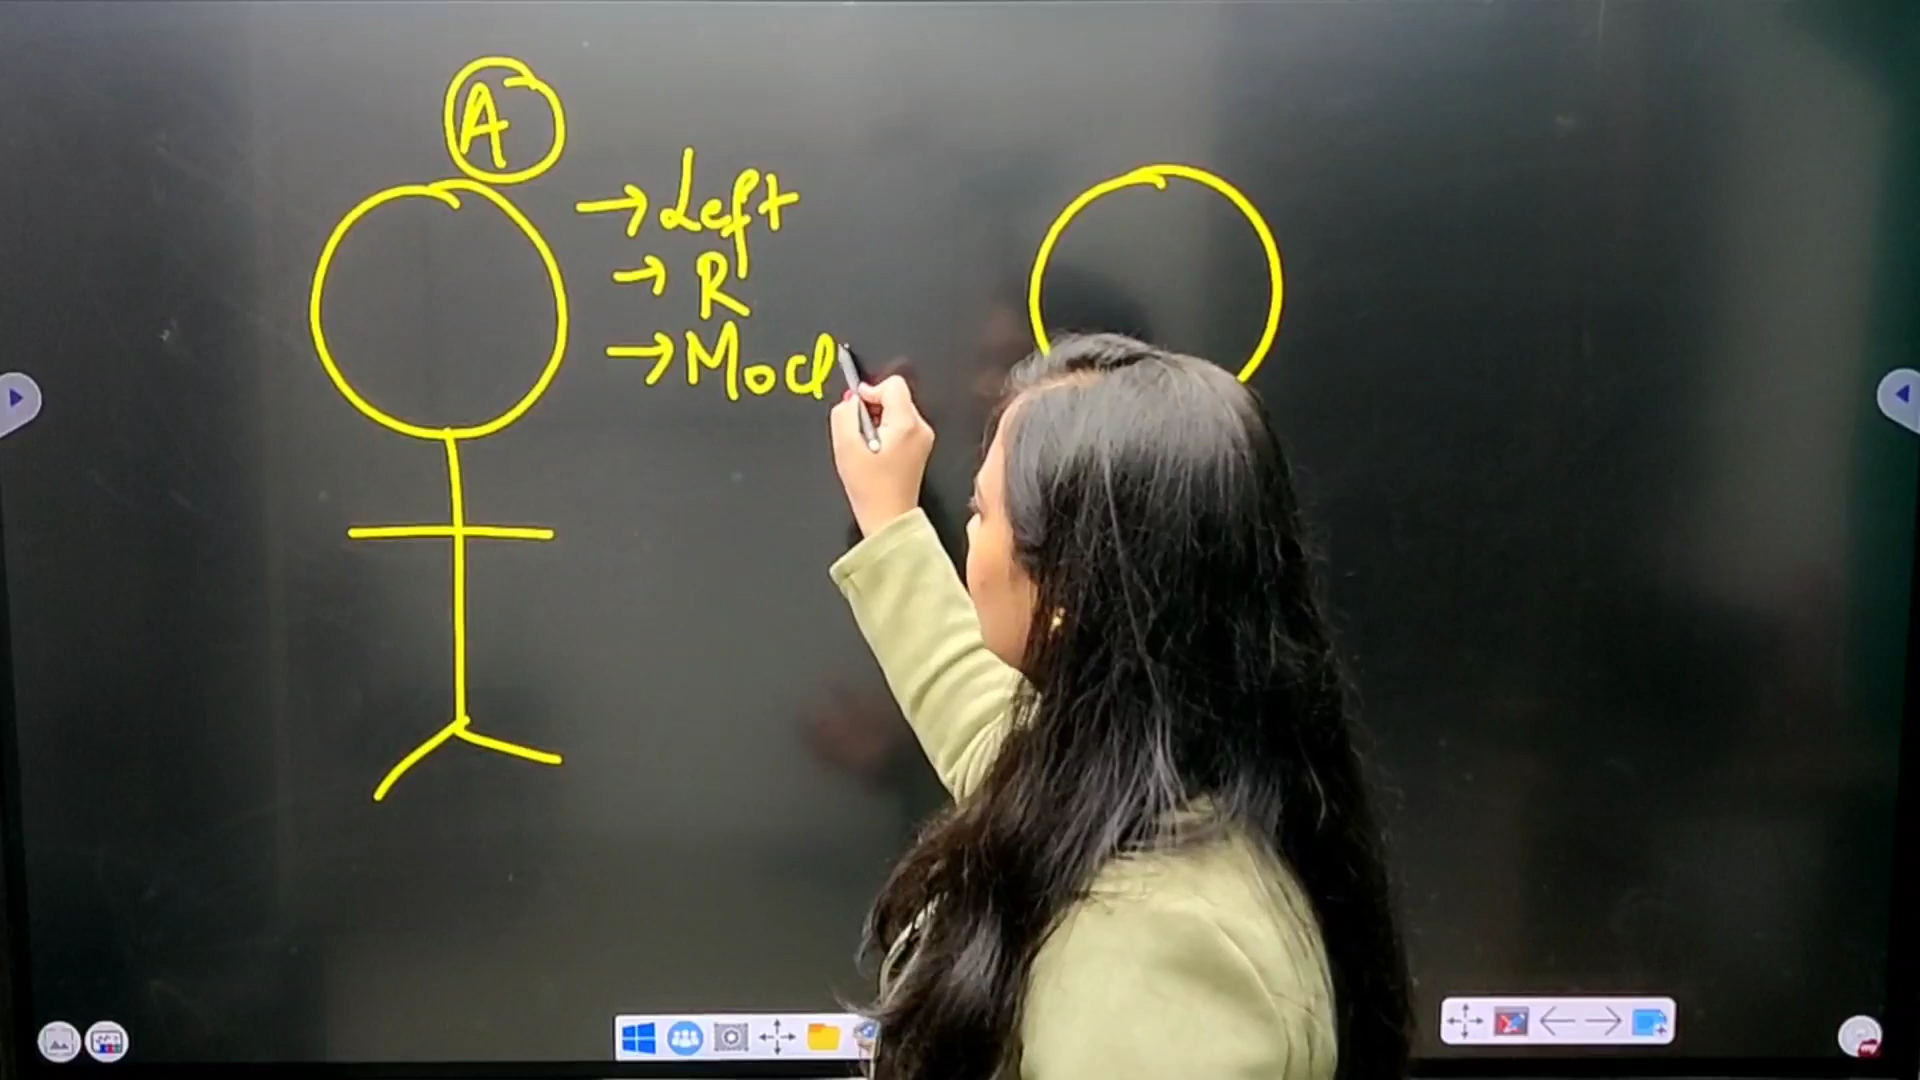 A
→ Left
→ R
→ Mod